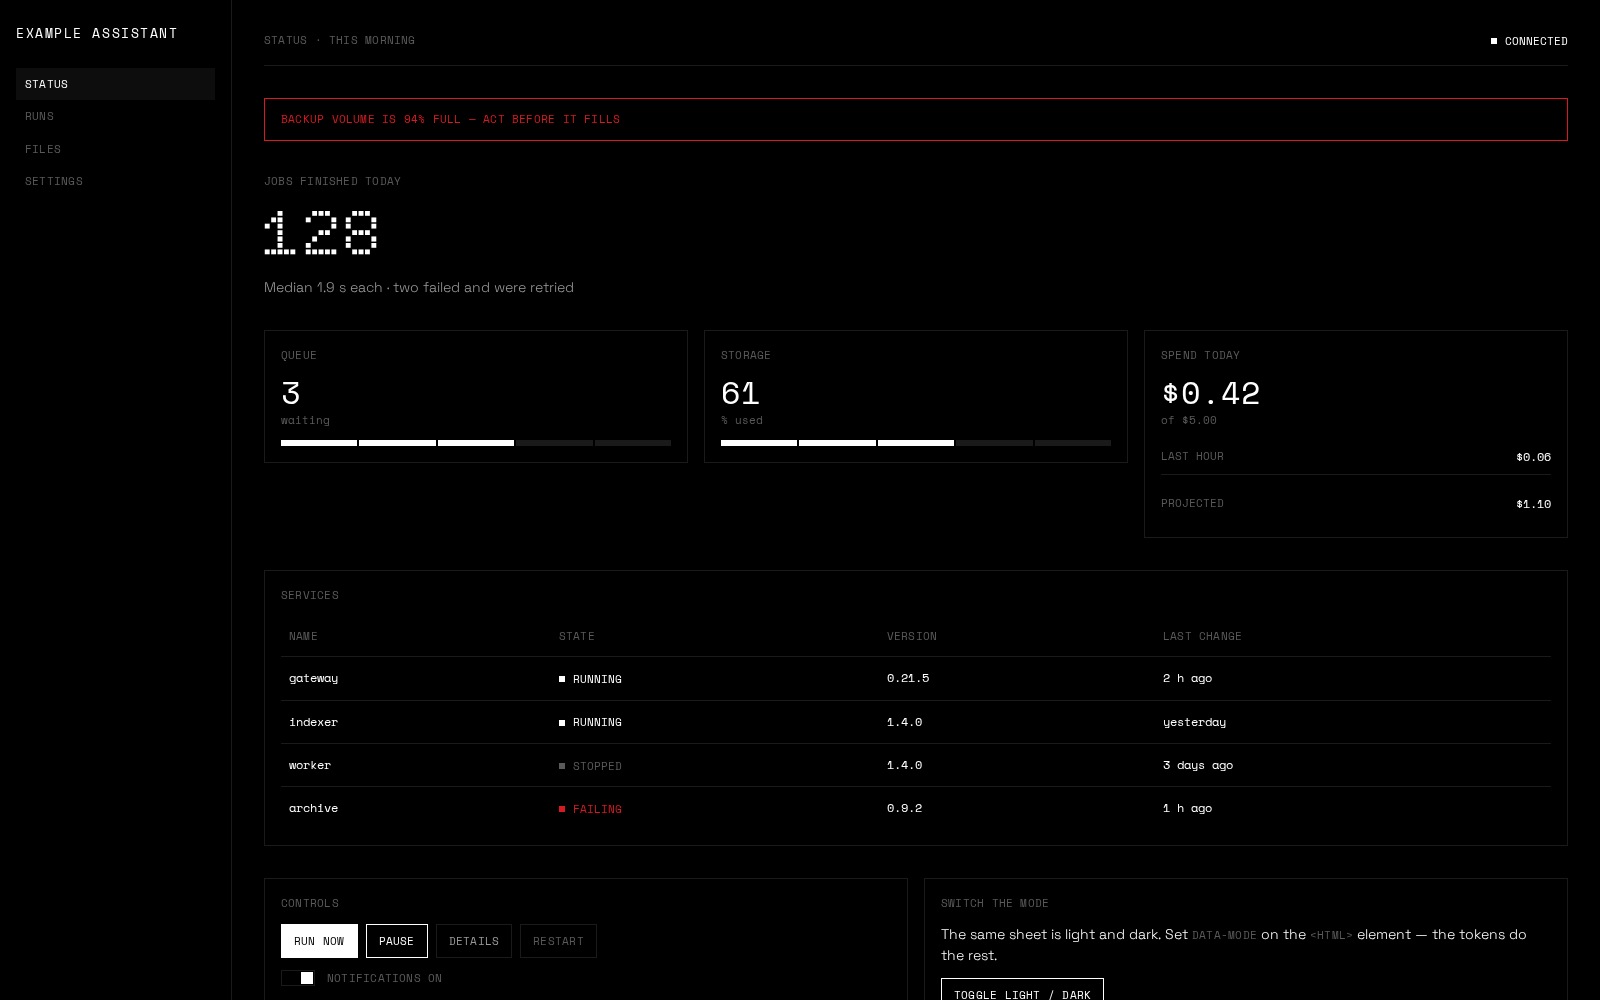 EXAMPLE ASSISTANT
STATUS
RUNS
FILES
SETTINGS
STATUS · THIS MORNING
CONNECTED
BACKUP VOLUME IS 94% FULL — ACT BEFORE IT FILLS
JOBS FINISHED TODAY
128
Median 1.9 s each · two failed and were retried
QUEUE
3
waiting
STORAGE
61
% used
SPEND TODAY
$0.42
of $5.00
LAST HOUR $0.06
PROJECTED $1.10
SERVICES
NAME STATE VERSION LAST CHANGE
gateway RUNNING 0.21.5 2 h ago
indexer RUNNING 1.4.0 yesterday
worker STOPPED 1.4.0 3 days ago
archive FAILING 0.9.2 1 h ago
CONTROLS
RUN NOW PAUSE DETAILS RESTART
NOTIFICATIONS ON
SWITCH THE MODE
The same sheet is light and dark. Set DATA-MODE on the <HTML> element — the tokens do
the rest.
TOGGLE LIGHT / DARK